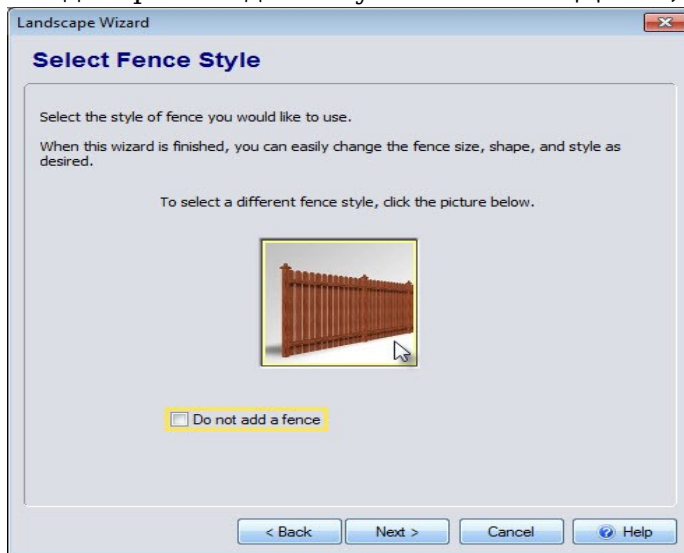 Landscape Wizard
Select Fence Style
Select the style of fence you would like to use.
When this wizard is finished, you can easily change the fence size, shape, and style as
desired.
To select a different fence style, click the picture below.
Do not add a fence
< Back
Next >
Cancel
Help